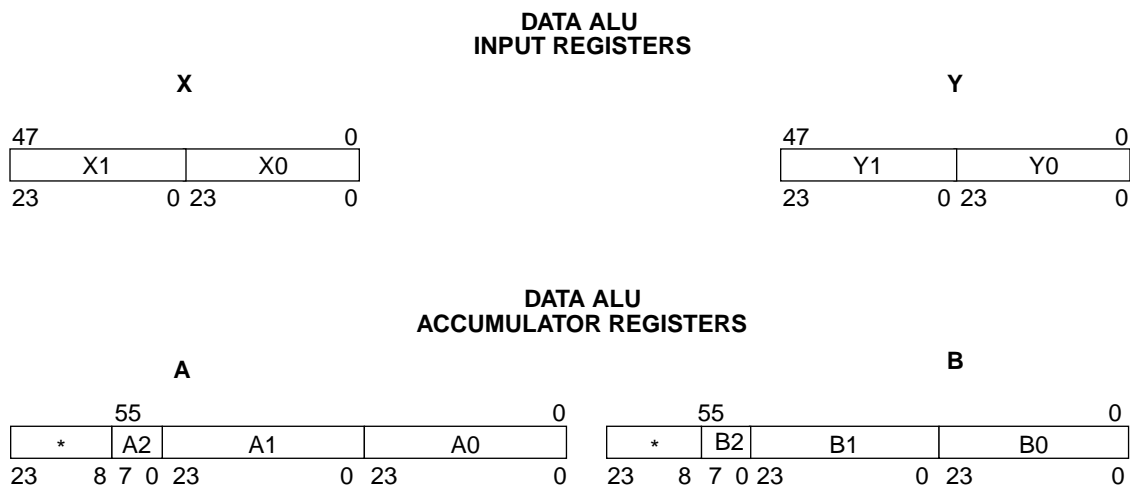 DATA ALU
INPUT REGISTERS
X Y
47 0 47 0
X1 X0 Y1 Y0
23 0 23 0 23 0 23 0
DATA ALU
ACCUMULATOR REGISTERS
A B
55 0 55 0
* A2 A1 A0 * B2 B1 B0
23 8 7 0 23 0 23 0 23 8 7 0 23 0 23 0